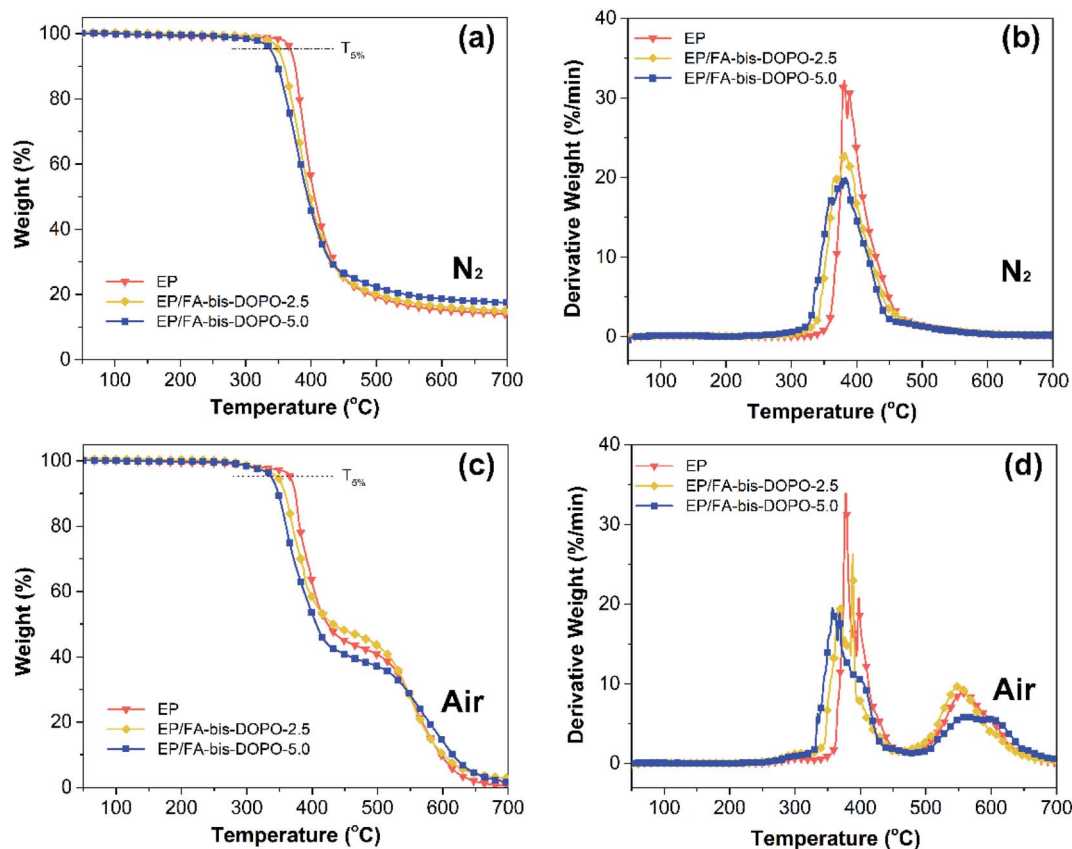 (a)
100
80
60
40
20
0
Weight (%)
T5%
EP
EP/FA-bis-DOPO-2.5
EP/FA-bis-DOPO-5.0
N2
100 200 300 400 500 600 700
Temperature (oC)
(b)
40
30
20
10
0
Derivative Weight (%/min)
EP
EP/FA-bis-DOPO-2.5
EP/FA-bis-DOPO-5.0
N2
100 200 300 400 500 600 700
Temperature (oC)
(c)
100
80
60
40
20
0
Weight (%)
T5%
EP
EP/FA-bis-DOPO-2.5
EP/FA-bis-DOPO-5.0
Air
100 200 300 400 500 600 700
Temperature (oC)
(d)
40
30
20
10
0
Derivative Weight (%/min)
EP
EP/FA-bis-DOPO-2.5
EP/FA-bis-DOPO-5.0
Air
100 200 300 400 500 600 700
Temperature (oC)